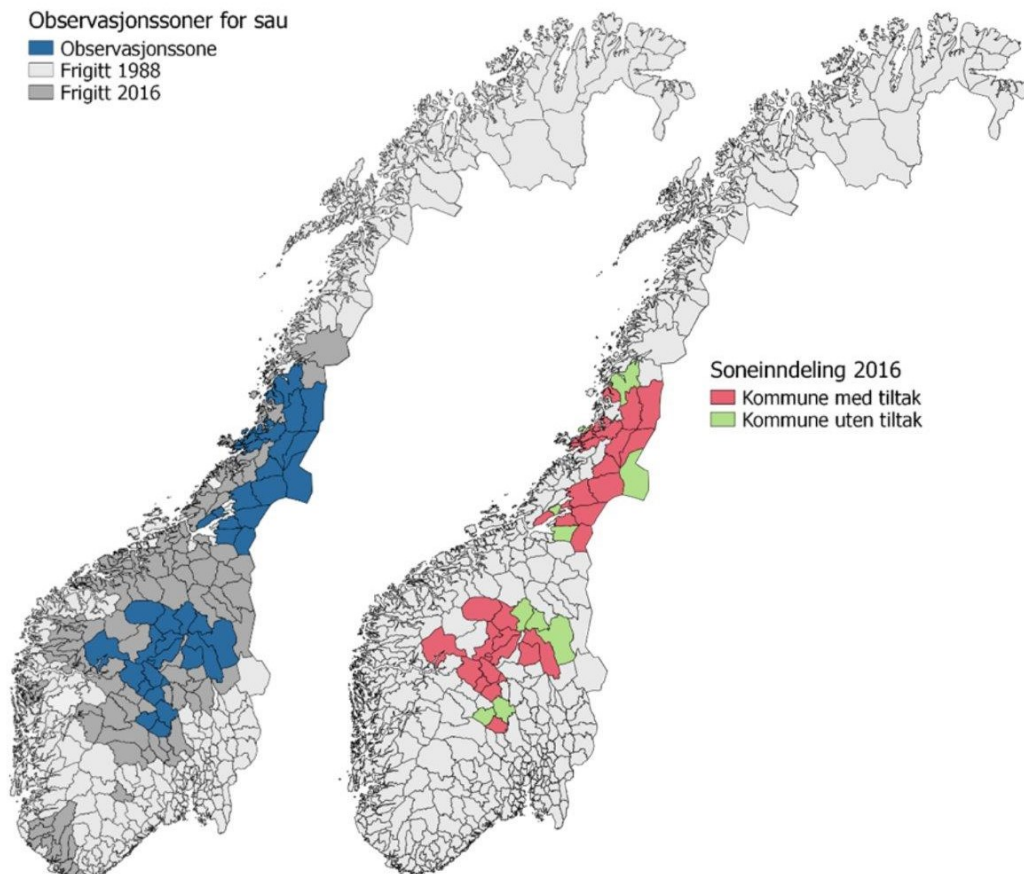 Observasjonssoner for sau
Observasjonssone
Frigitt 1988
Frigitt 2016
Soneinndeling 2016
Kommune med tiltak
Kommune uten tiltak